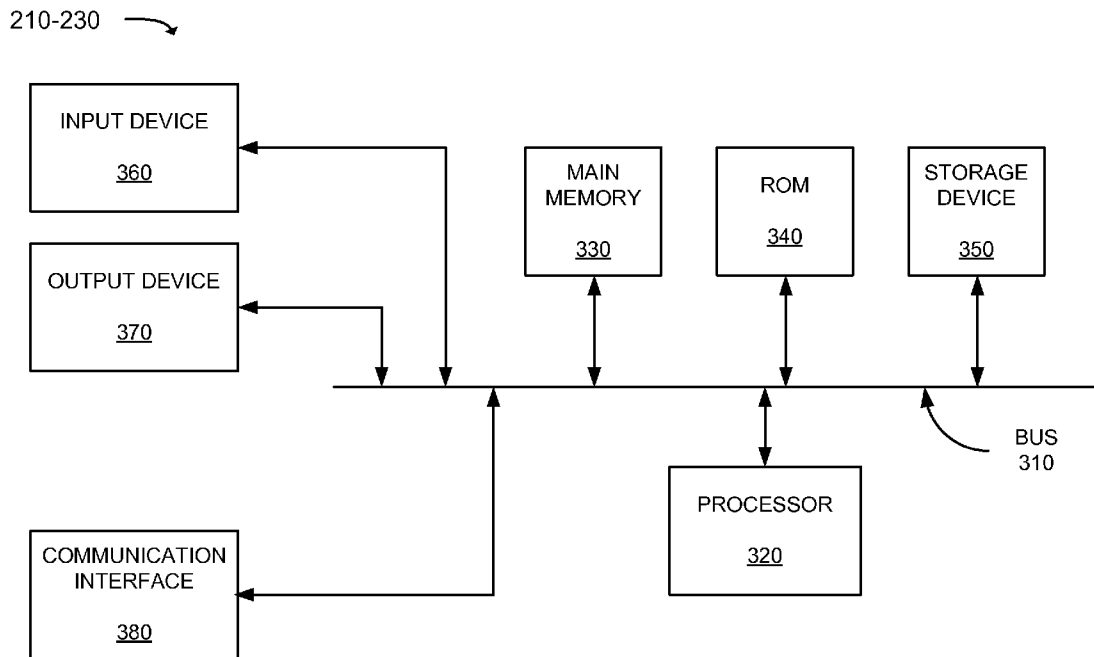 210-230
INPUT DEVICE
360
OUTPUT DEVICE
370
COMMUNICATION
INTERFACE
380
MAIN
MEMORY
330
ROM
340
STORAGE
DEVICE
350
PROCESSOR
320
BUS
310